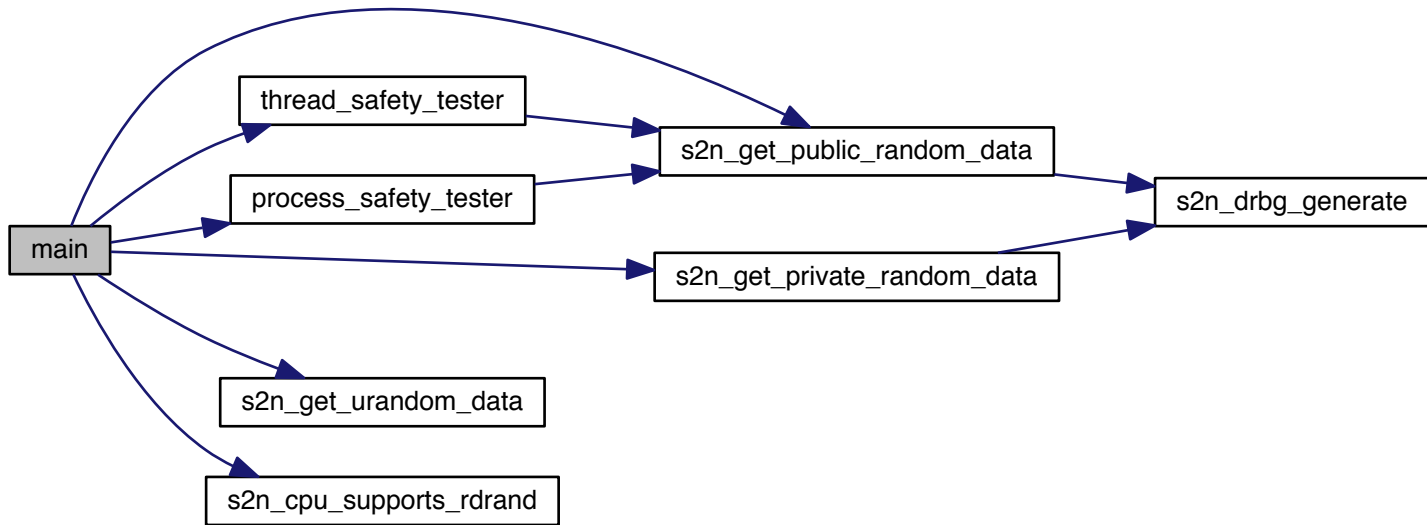 main
thread_safety_tester
process_safety_tester
s2n_get_public_random_data
s2n_get_private_random_data
s2n_drbg_generate
s2n_get_urandom_data
s2n_cpu_supports_rdrand